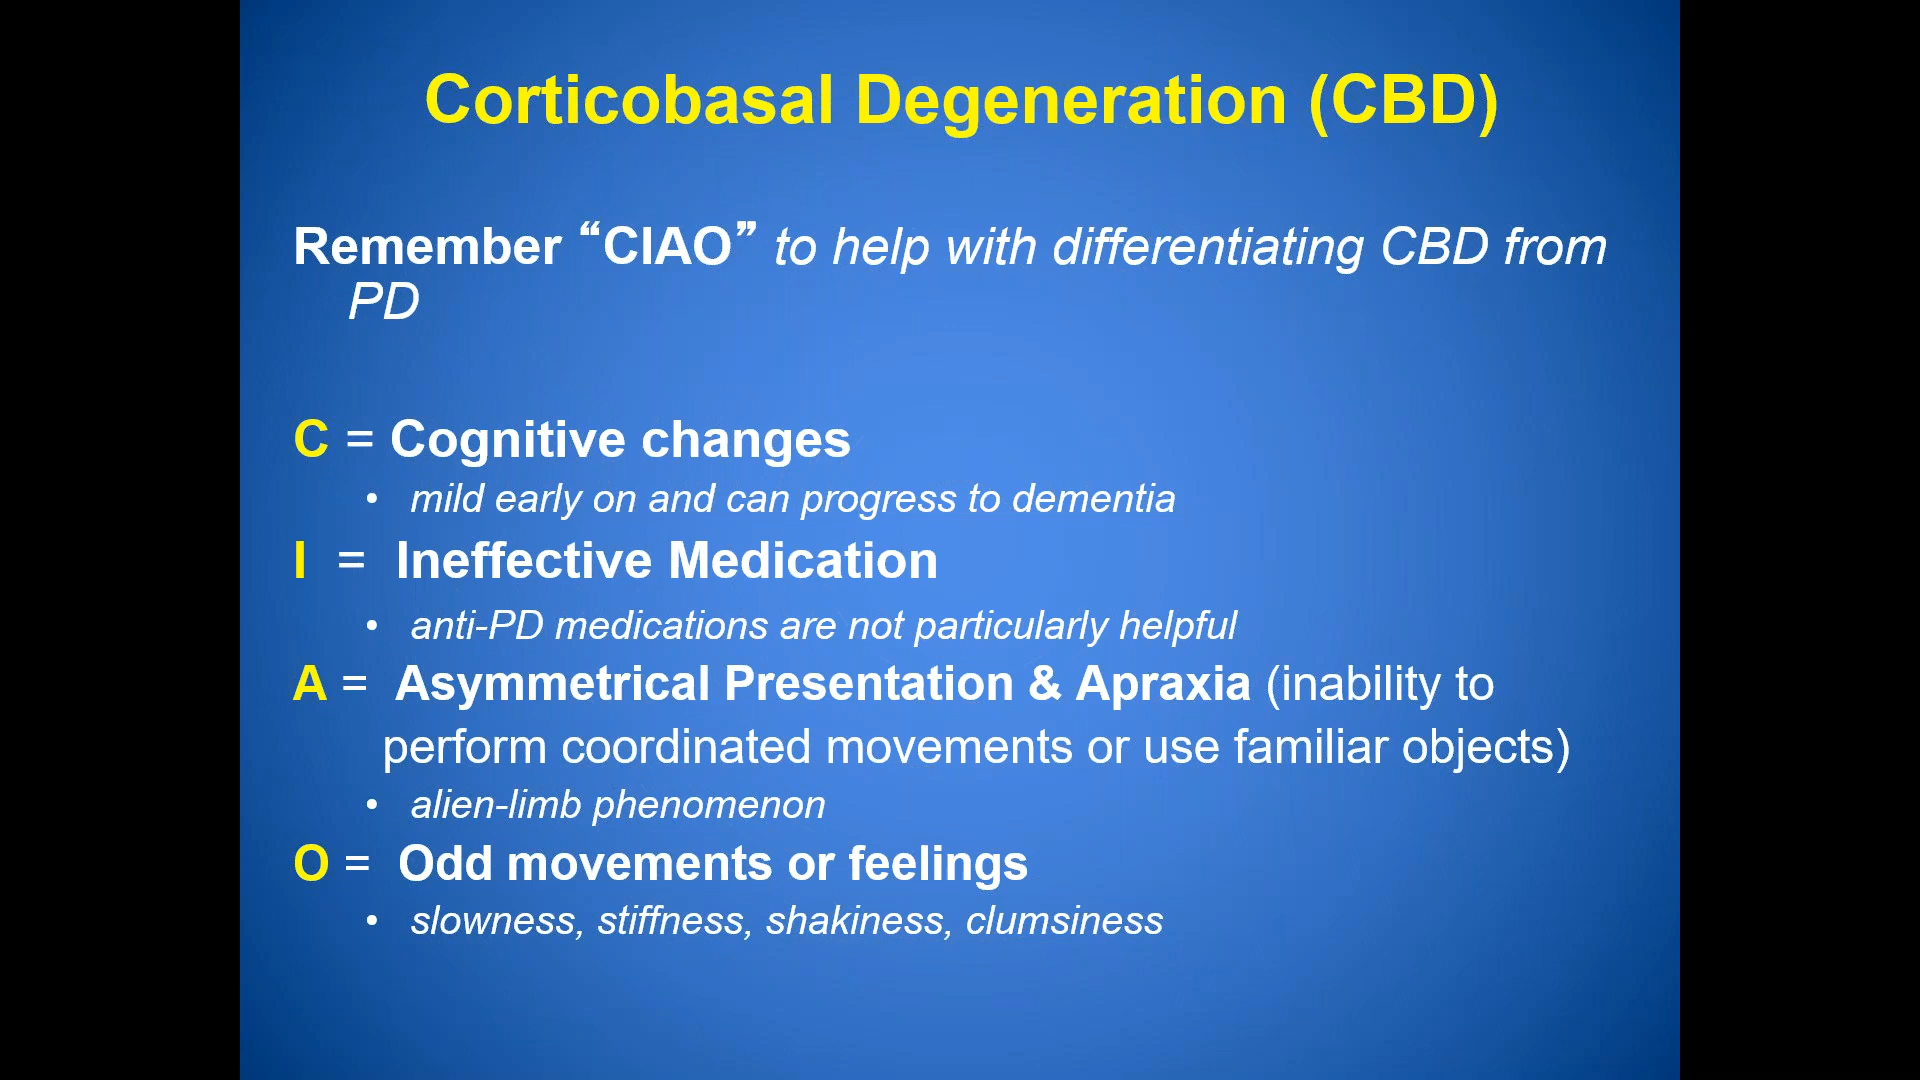 Corticobasal Degeneration (CBD)
Remember “CIAO” to help with differentiating CBD from
PD
C = Cognitive changes
• mild early on and can progress to dementia
I = Ineffective Medication
• anti-PD medications are not particularly helpful
A = Asymmetrical Presentation & Apraxia (inability to
perform coordinated movements or use familiar objects)
• alien-limb phenomenon
O = Odd movements or feelings
• slowness, stiffness, shakiness, clumsiness